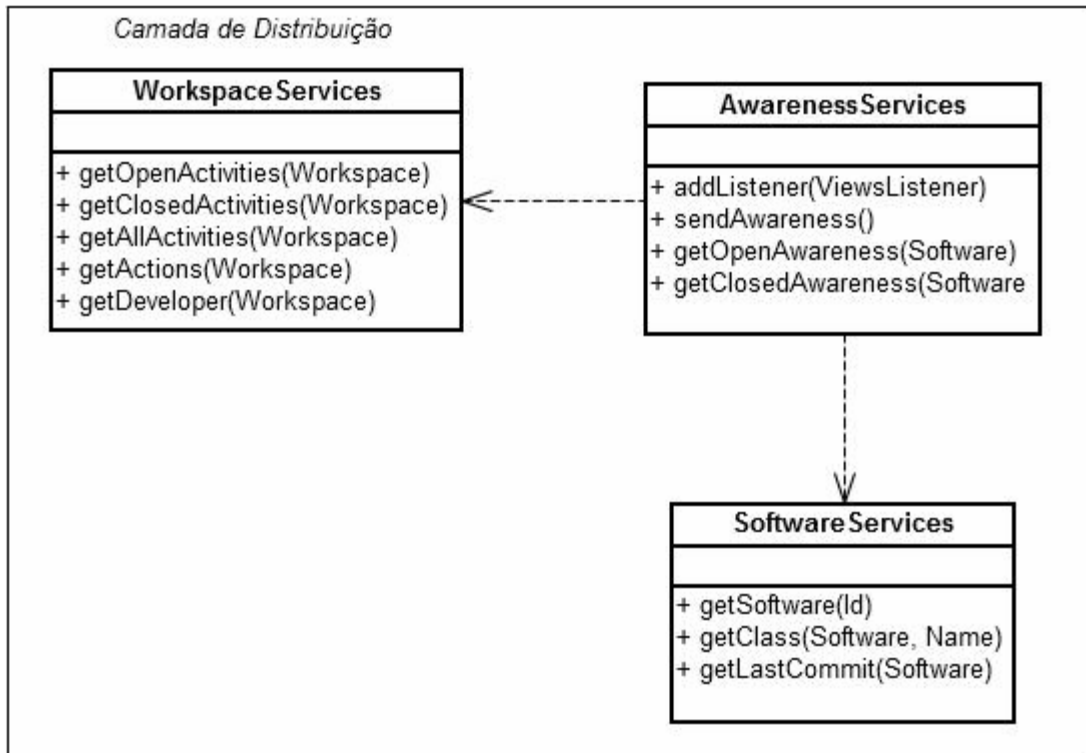 Camada de Distribuição
WorkspaceServices
+ getOpenActivities(Workspace)
+ getClosedActivities(Workspace)
+ getAllActivities(Workspace)
+ getActions(Workspace)
+ getDeveloper(Workspace)
AwarenessServices
+ addListener(ViewsListener)
+ sendAwareness()
+ getOpenAwareness(Software)
+ getClosedAwareness(Software
SoftwareServices
+ getSoftware(Id)
+ getClass(Software, Name)
+ getLastCommit(Software)